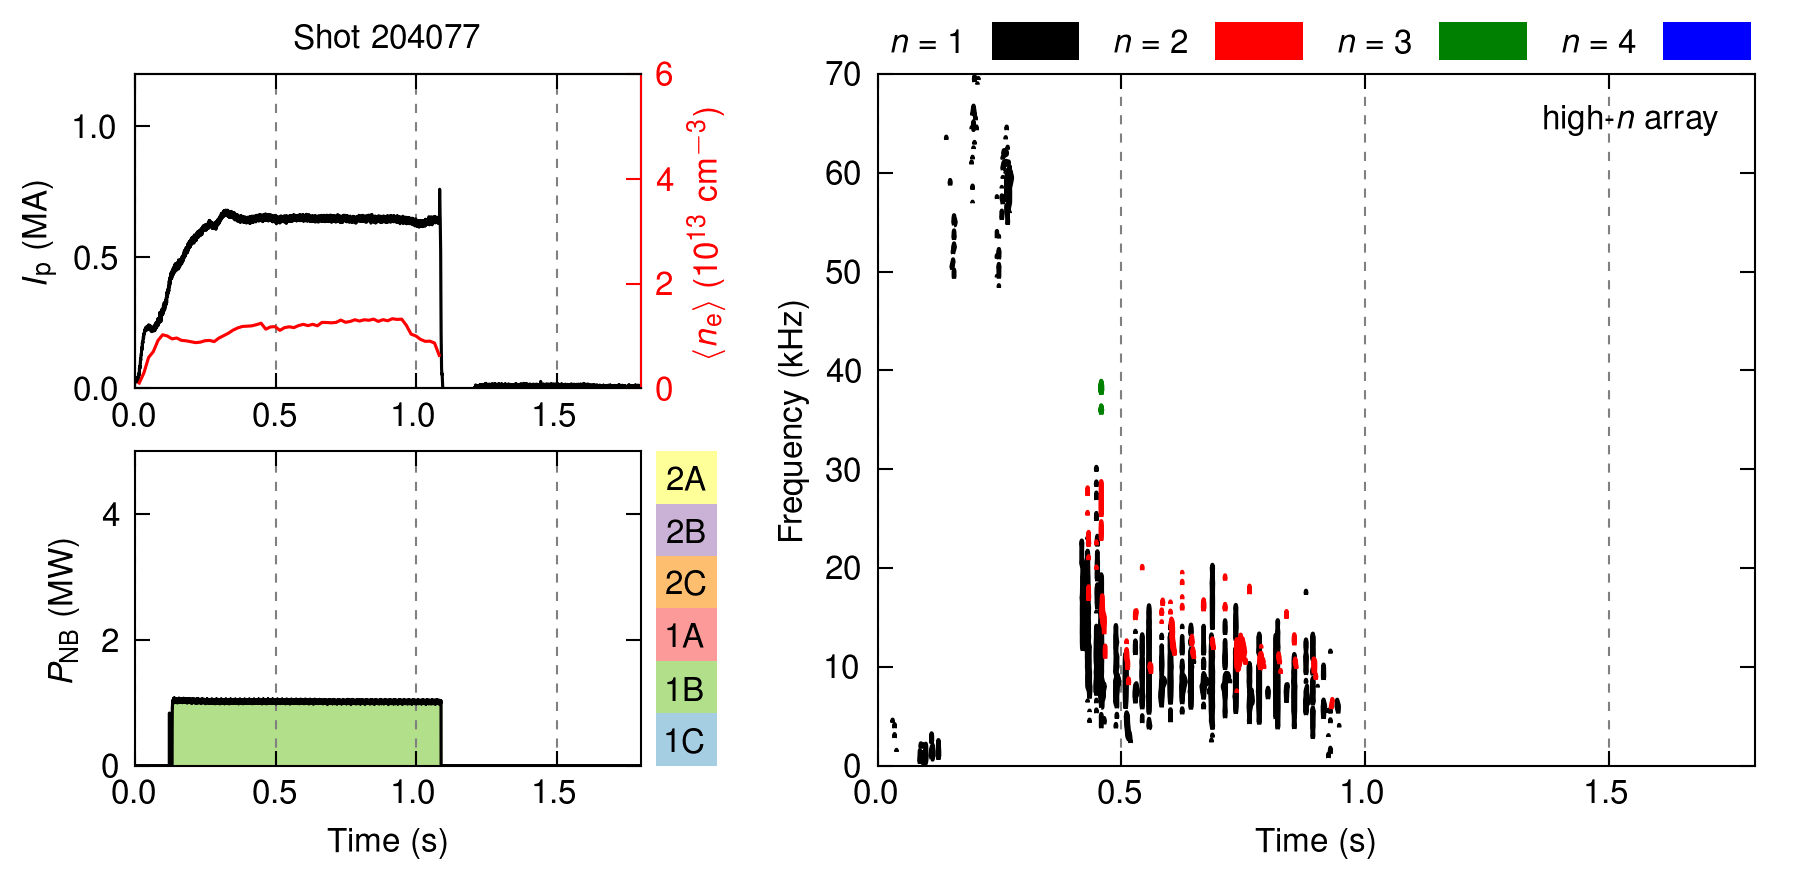 Shot 204077
1.0
0.5
0.0
I_p (MA)
6
4
2
0
⟨n_e⟩ (10^13 cm^−3)
0.0 0.5 1.0 1.5
4
2
0
P_NB (MW)
2A
2B
2C
1A
1B
1C
0.0 0.5 1.0 1.5
Time (s)
n = 1 n = 2 n = 3 n = 4
high-n array
70
60
50
40
30
20
10
0
Frequency (kHz)
0.0 0.5 1.0 1.5
Time (s)